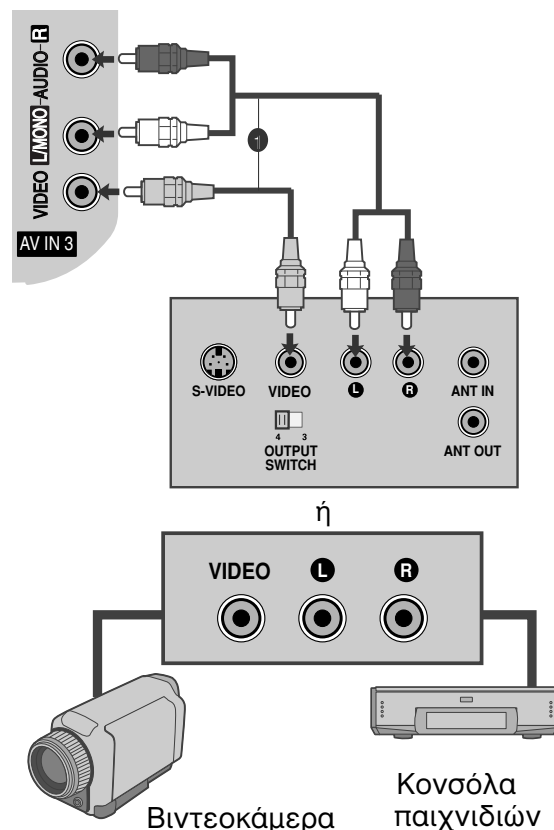 VIDEO L/MONO-AUDIO-R
AV IN 3
1
S-VIDEO VIDEO L R ANT IN
4 3
OUTPUT
SWITCH
ANT OUT
ή
VIDEO L R
Βιντεοκάμερα
Κονσόλα
παιχνιδιών